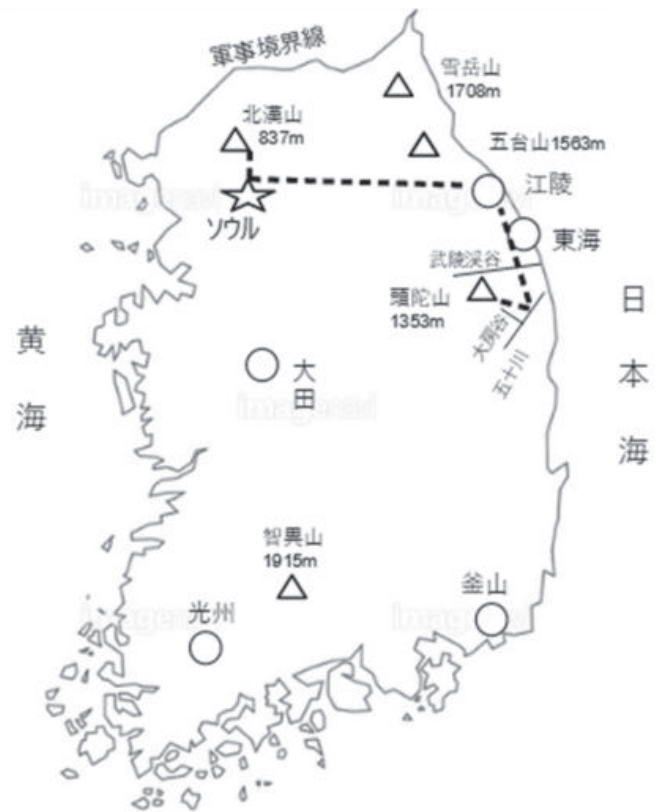 軍事境界線
雪岳山
1708m
北漢山
837m
五台山1563m
江陵
ソウル
東海
武陵渓谷
頭陀山
1353m
大房谷
五十川
日本海
黄海
大田
智異山
1915m
釜山
光州